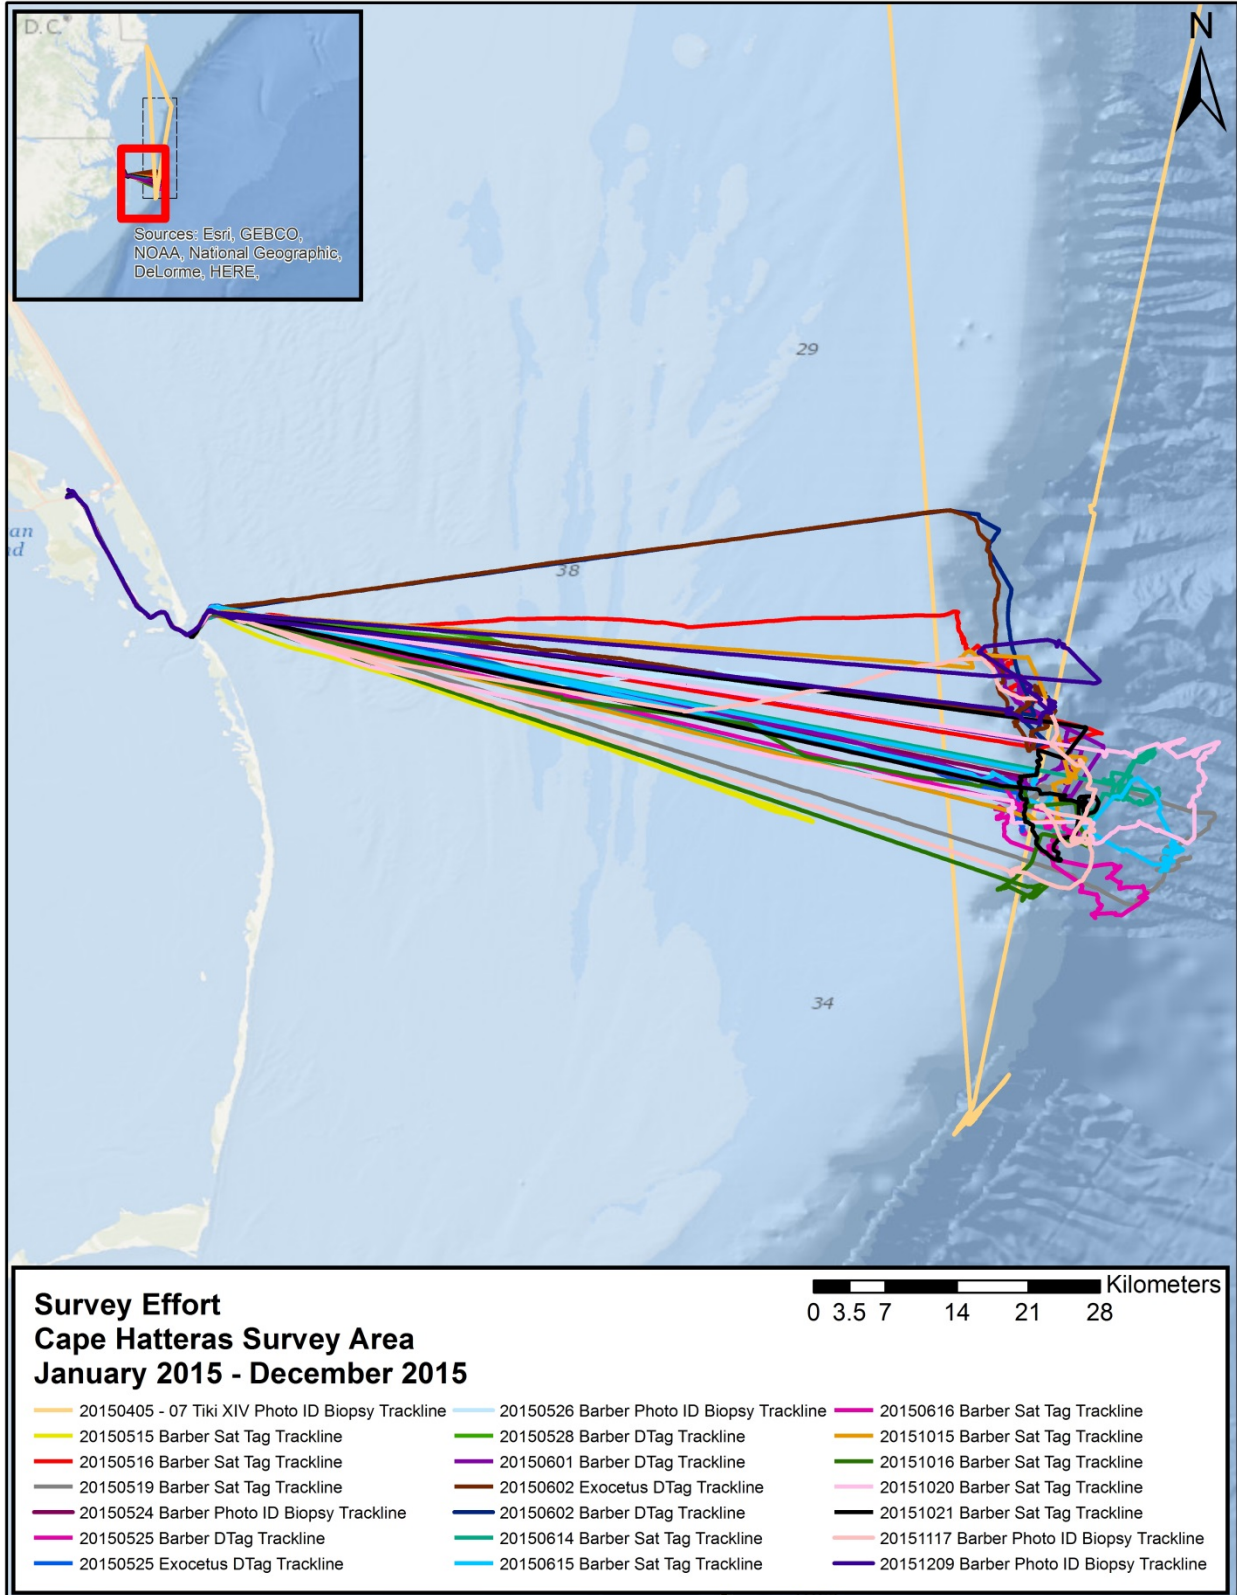 D.C.
Sources: Esri, GEBCO,
NOAA, National Geographic,
DeLorme, HERE,
N
29
an
d
38
34
Survey Effort
Cape Hatteras Survey Area
January 2015 - December 2015
Kilometers
0 3.5 7 14 21 28
20150405 - 07 Tiki XIV Photo ID Biopsy Trackline
20150515 Barber Sat Tag Trackline
20150516 Barber Sat Tag Trackline
20150519 Barber Sat Tag Trackline
20150524 Barber Photo ID Biopsy Trackline
20150525 Barber DTag Trackline
20150525 Exocetus DTag Trackline
20150526 Barber Photo ID Biopsy Trackline
20150528 Barber DTag Trackline
20150601 Barber DTag Trackline
20150602 Exocetus DTag Trackline
20150602 Barber DTag Trackline
20150614 Barber Sat Tag Trackline
20150615 Barber Sat Tag Trackline
20150616 Barber Sat Tag Trackline
20151015 Barber Sat Tag Trackline
20151016 Barber Sat Tag Trackline
20151020 Barber Sat Tag Trackline
20151021 Barber Sat Tag Trackline
20151117 Barber Photo ID Biopsy Trackline
20151209 Barber Photo ID Biopsy Trackline